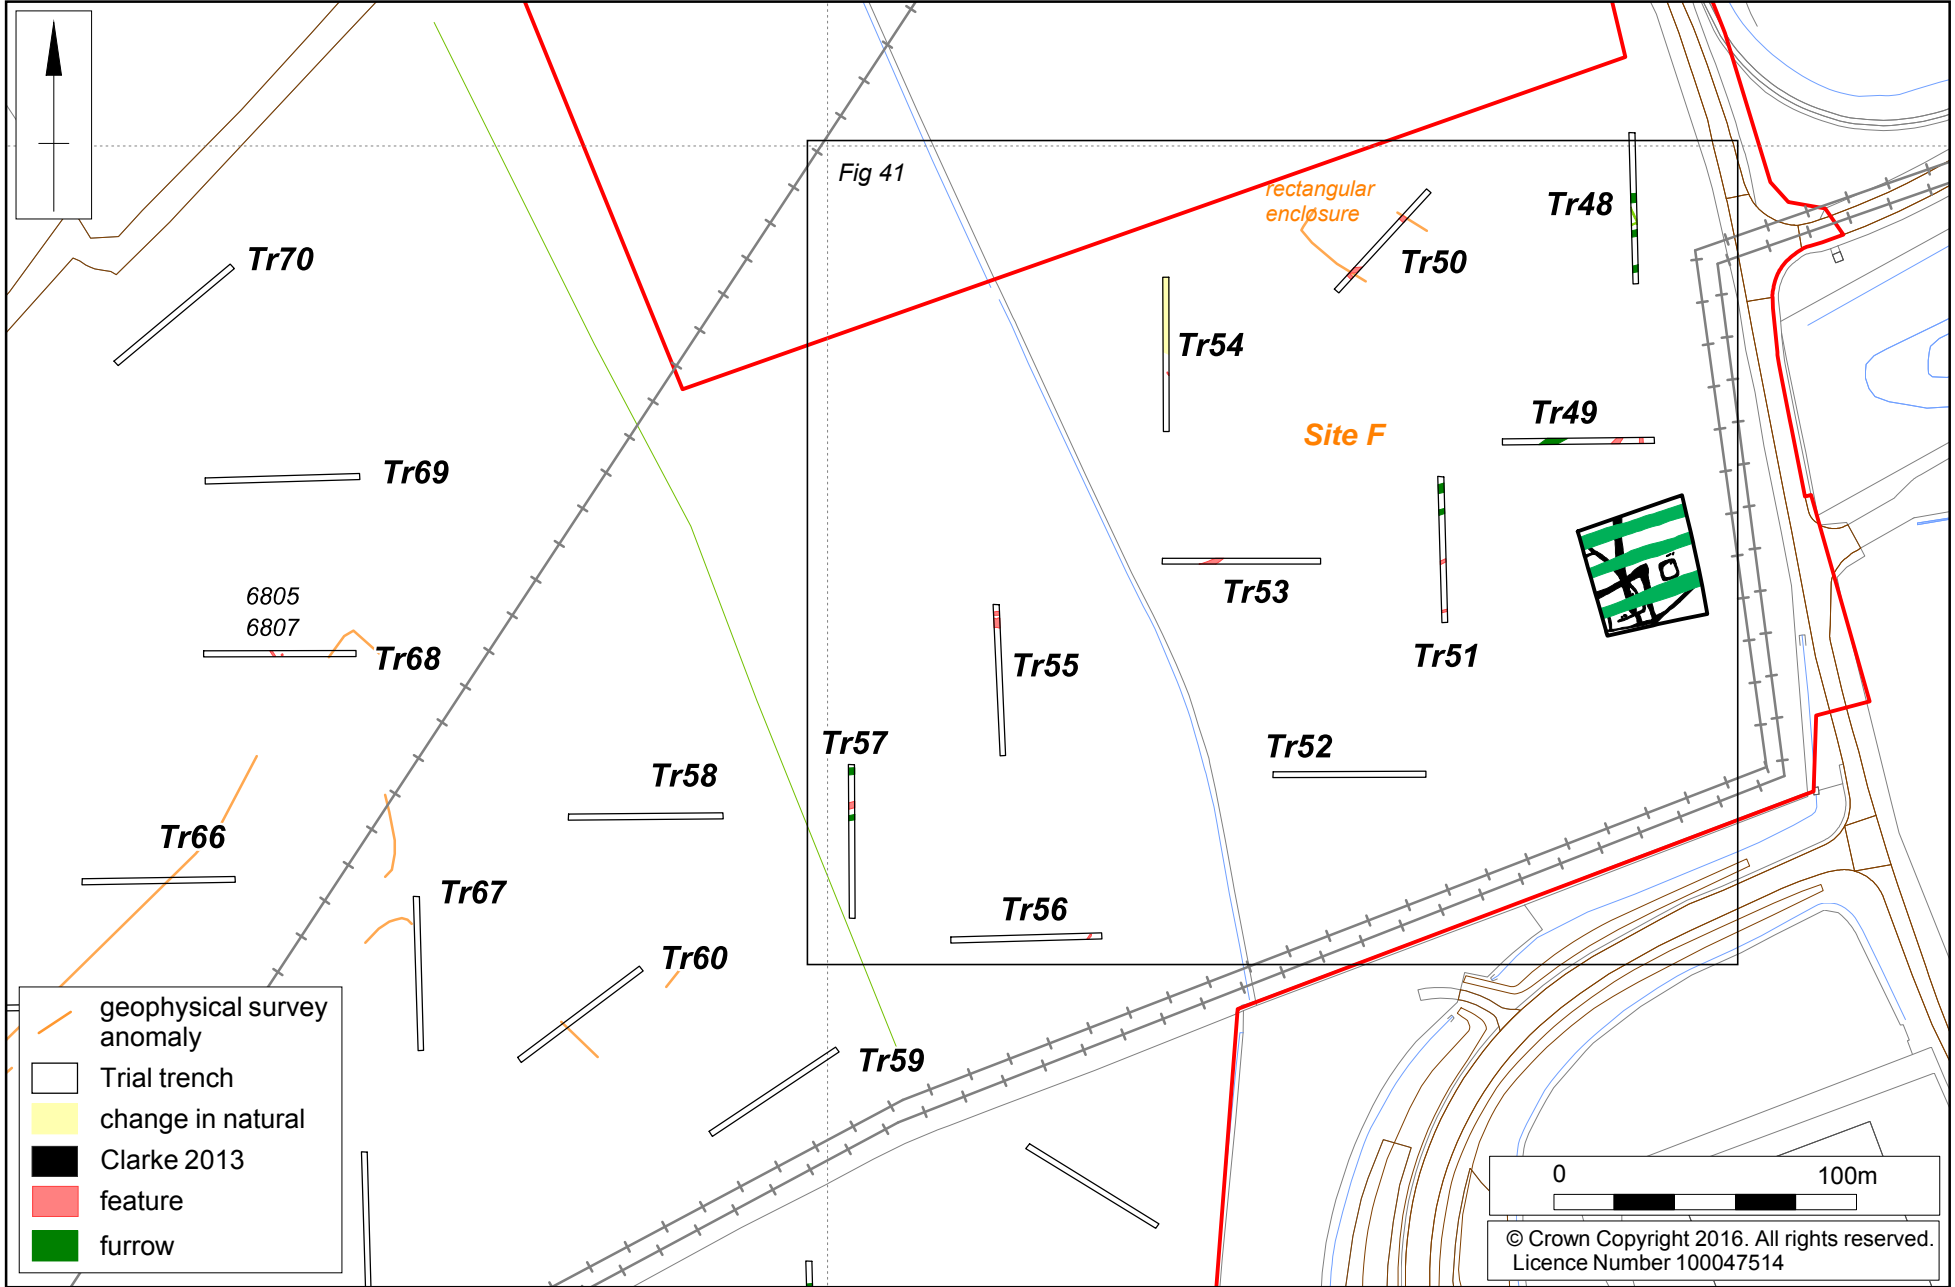 Fig 41
rectangular
enclosure
Tr48
Tr70
Tr50
Tr54
Tr49
Site F
Tr69
Tr53
6805
6807
Tr68
Tr55
Tr51
Tr57
Tr52
Tr58
Tr66
Tr67
Tr56
Tr60
Tr59
geophysical survey
anomaly
Trial trench
change in natural
Clarke 2013
feature
furrow
0 100m
© Crown Copyright 2016. All rights reserved.
Licence Number 100047514